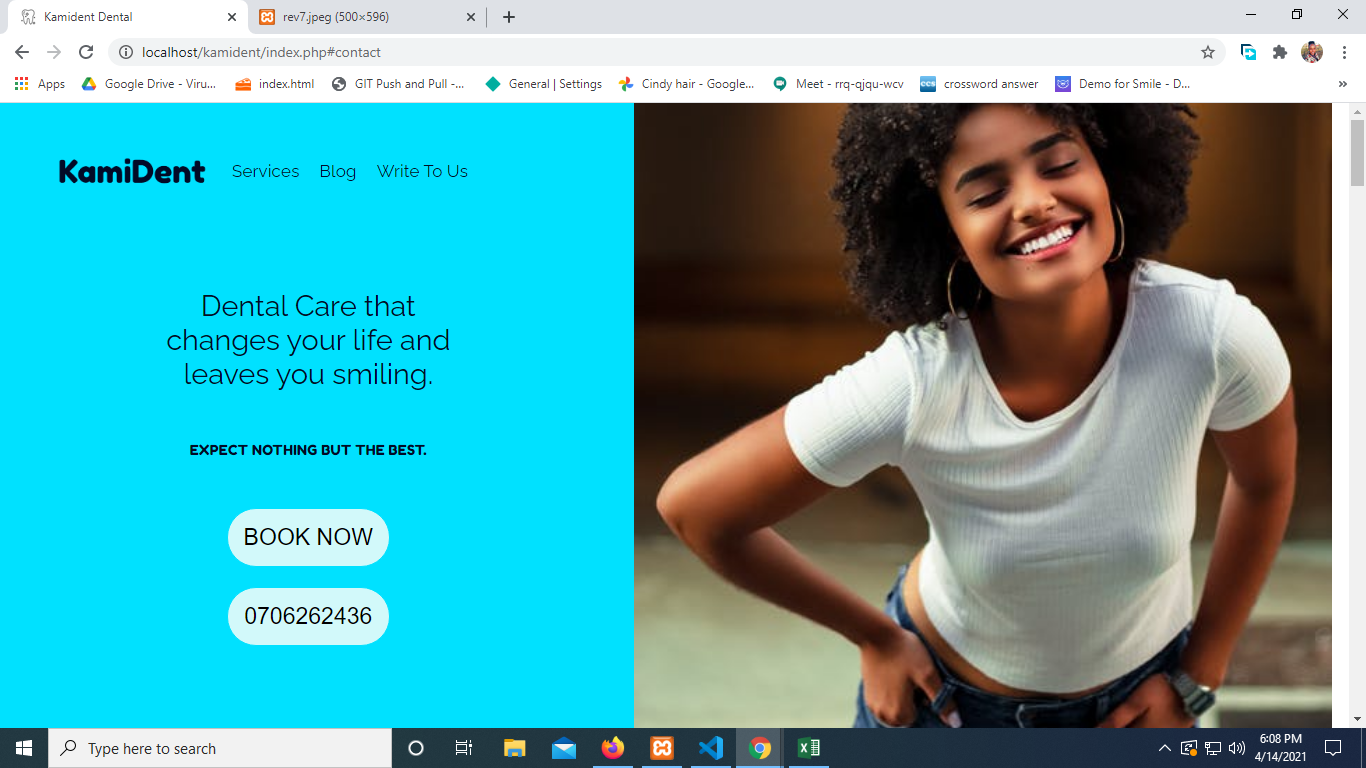 Kamident Dental
rev7.jpeg (500×596)
localhost/kamident/index.php#contact
Apps
Google Drive - Viru...
index.html
GIT Push and Pull -...
General | Settings
Cindy hair - Google...
Meet - rrq-qjqu-wcv
ccs
crossword answer
Demo for Smile - D...
»
KamiDent
Services
Blog
Write To Us
Dental Care that
changes your life and
leaves you smiling.
EXPECT NOTHING BUT THE BEST.
BOOK NOW
0706262436
Type here to search
6:08 PM
4/14/2021